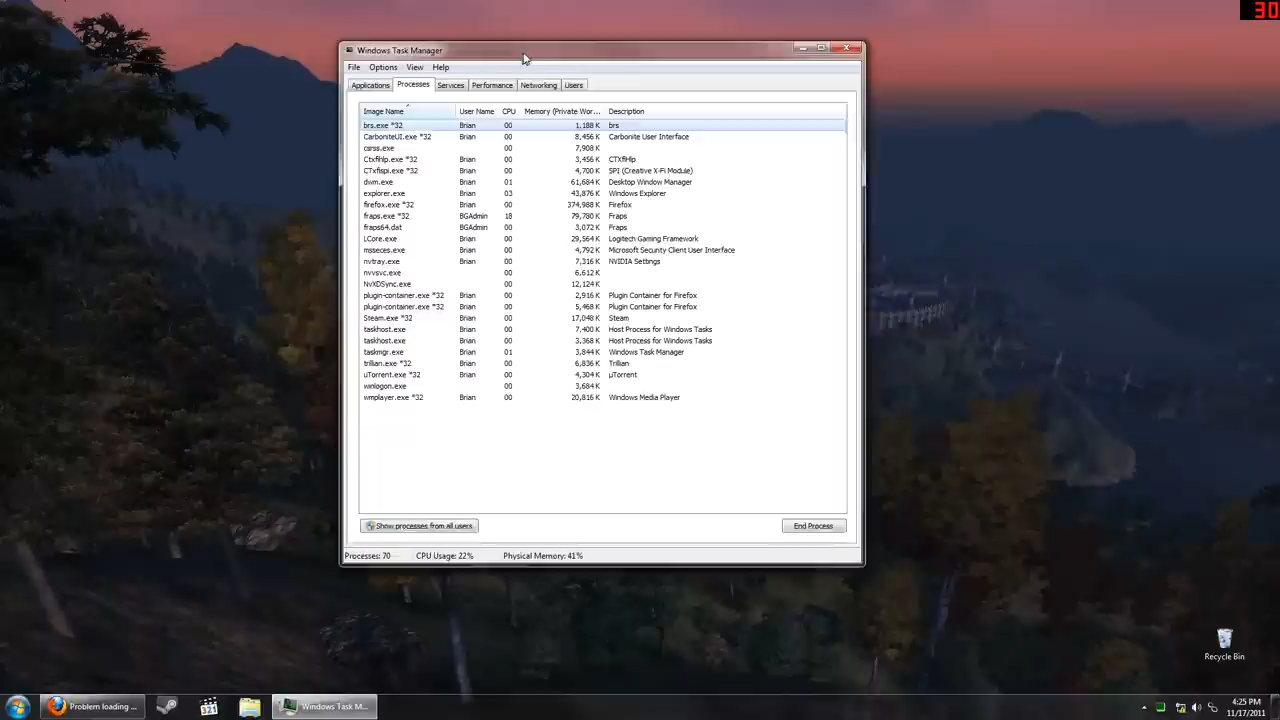 30
Windows Task Manager
File Options View Help
Applications Processes Services Performance Networking Users
Image Name User Name CPU Memory (Private Wor... Description
brs.exe *32 Brian 00 1,188 K brs
CarboniteUI.exe *32 Brian 00 8,456 K Carbonite User Interface
csrss.exe 00 7,908 K
Ctxfihlp.exe *32 Brian 00 3,456 K CTXfiHlp
CTxfispi.exe *32 Brian 00 4,700 K SPI (Creative X-Fi Module)
dwm.exe Brian 01 61,684 K Desktop Window Manager
explorer.exe Brian 03 43,876 K Windows Explorer
firefox.exe *32 Brian 00 374,988 K Firefox
fraps.exe *32 BGAdmin 18 79,780 K Fraps
fraps64.dat BGAdmin 00 3,072 K Fraps
LCore.exe Brian 00 29,564 K Logitech Gaming Framework
msseces.exe Brian 00 4,792 K Microsoft Security Client User Interface
nvtray.exe Brian 00 7,316 K NVIDIA Settings
nvvsvc.exe 00 6,612 K
NvXDSync.exe 00 12,124 K
plugin-container.exe *32 Brian 00 2,916 K Plugin Container for Firefox
plugin-container.exe *32 Brian 00 5,468 K Plugin Container for Firefox
Steam.exe *32 Brian 00 17,048 K Steam
taskhost.exe Brian 00 7,400 K Host Process for Windows Tasks
taskhost.exe Brian 00 3,368 K Host Process for Windows Tasks
taskmgr.exe Brian 01 3,844 K Windows Task Manager
trillian.exe *32 Brian 00 6,836 K Trillian
uTorrent.exe *32 Brian 00 4,304 K µTorrent
winlogon.exe 00 3,684 K
wmplayer.exe *32 Brian 00 20,816 K Windows Media Player
Show processes from all users End Process
Processes: 70 CPU Usage: 22% Physical Memory: 41%
Recycle Bin
Problem loading ... 321 Windows Task M... 4:25 PM
11/17/2011